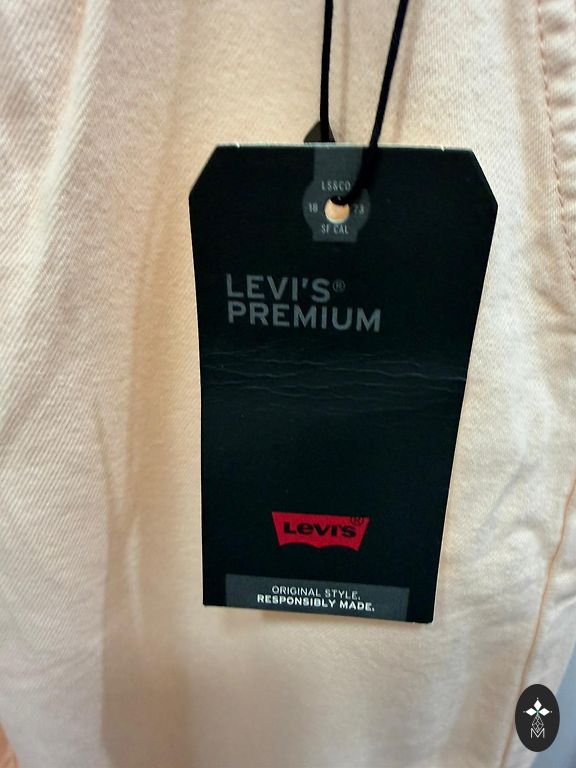 LS&CO
18 73
SF CAL
LEVI'S®
PREMIUM
Levi's®
ORIGINAL STYLE.
RESPONSIBLY MADE.
M